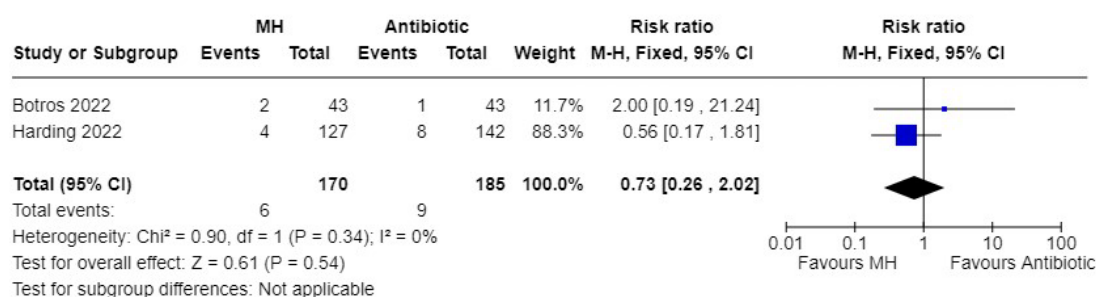 MH Antibiotic Risk ratio Risk ratio
Study or Subgroup Events Total Events Total Weight M-H, Fixed, 95% CI M-H, Fixed, 95% CI
Botros 2022 2 43 1 43 11.7% 2.00 [0.19 , 21.24]
Harding 2022 4 127 8 142 88.3% 0.56 [0.17 , 1.81]
Total (95% CI) 170 185 100.0% 0.73 [0.26 , 2.02]
Total events: 6 9
Heterogeneity: Chi² = 0.90, df = 1 (P = 0.34); I² = 0%
0.01 0.1 1 10 100
Test for overall effect: Z = 0.61 (P = 0.54)
Favours MH Favours Antibiotic
Test for subgroup differences: Not applicable